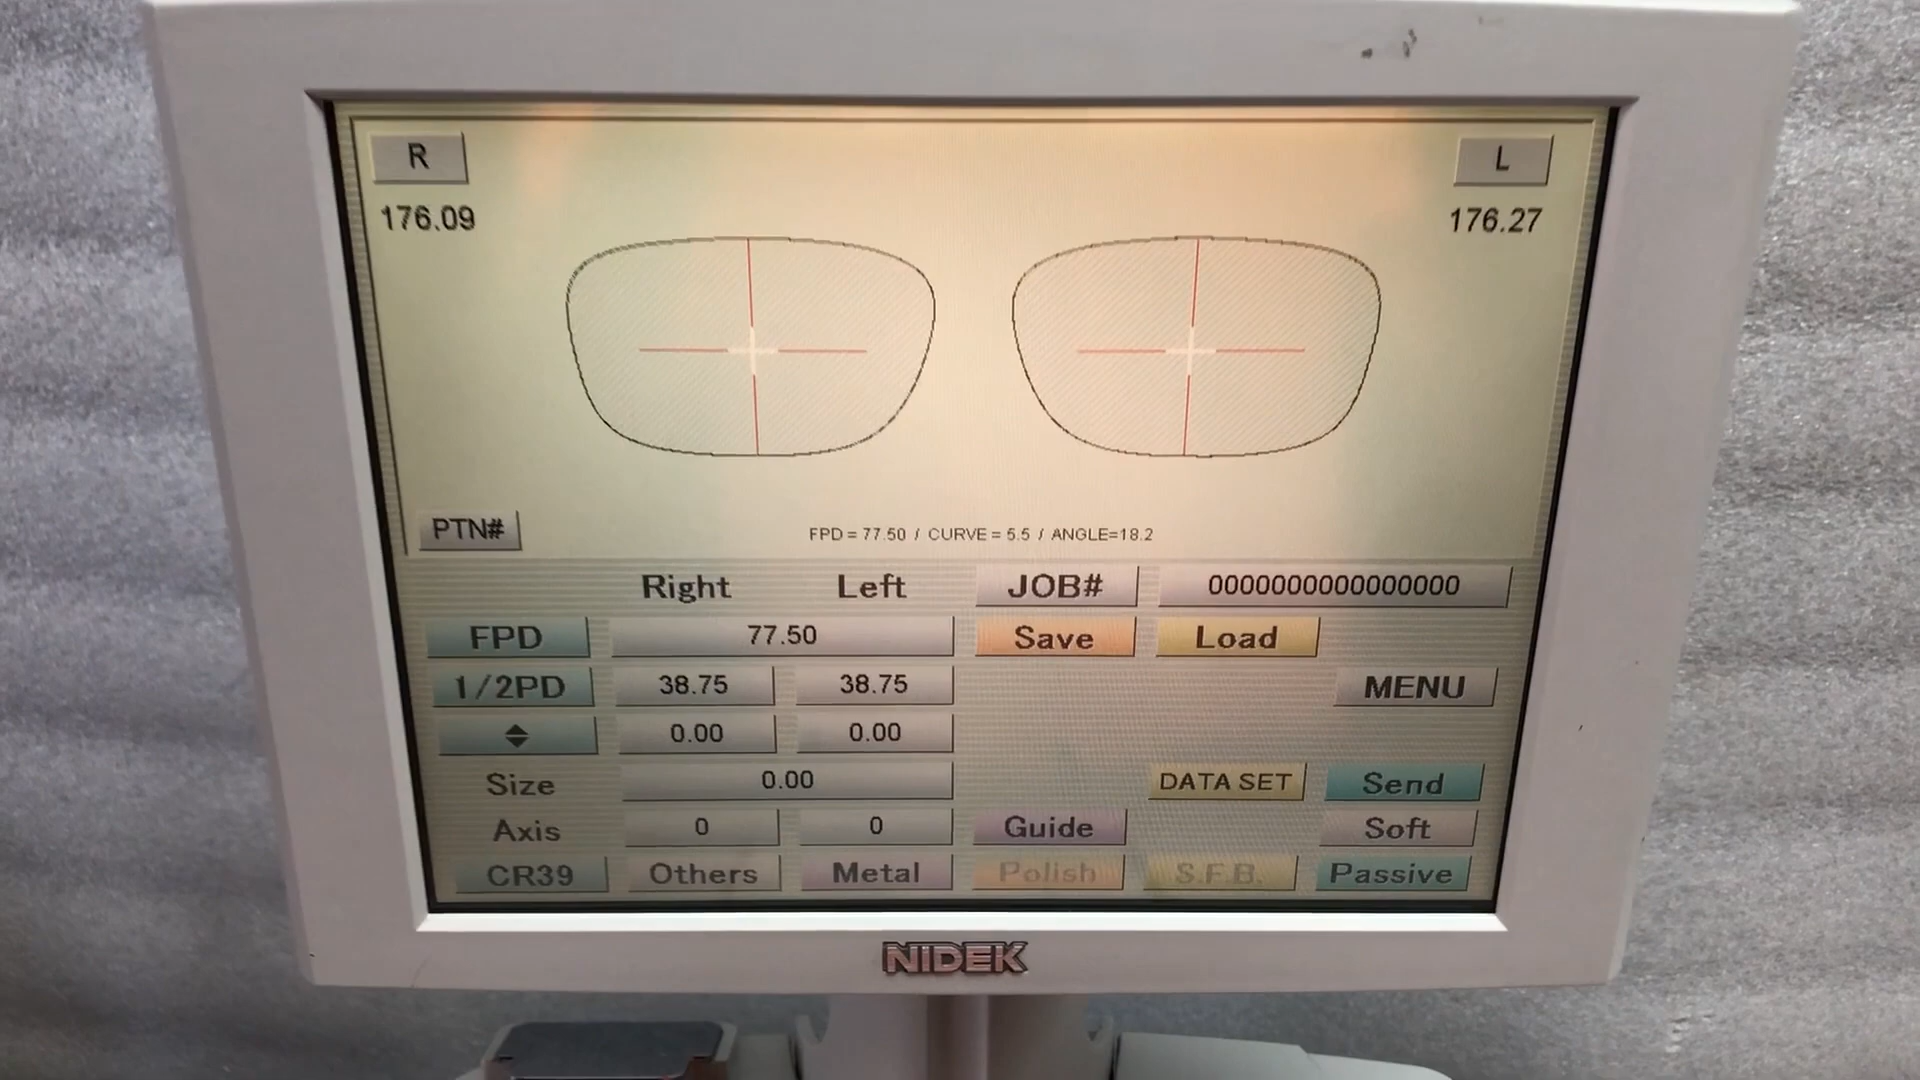 R L
176.09 176.27
PTN# FPD = 77.50 / CURVE = 5.5 / ANGLE=18.2
Right Left JOB# 0000000000000000
FPD 77.50 Save Load
1/2PD 38.75 38.75 MENU
0.00 0.00
Size 0.00 DATA SET Send
Axis 0 0 Guide Soft
CR39 Others Metal Polish S.F.B. Passive
NIDEK